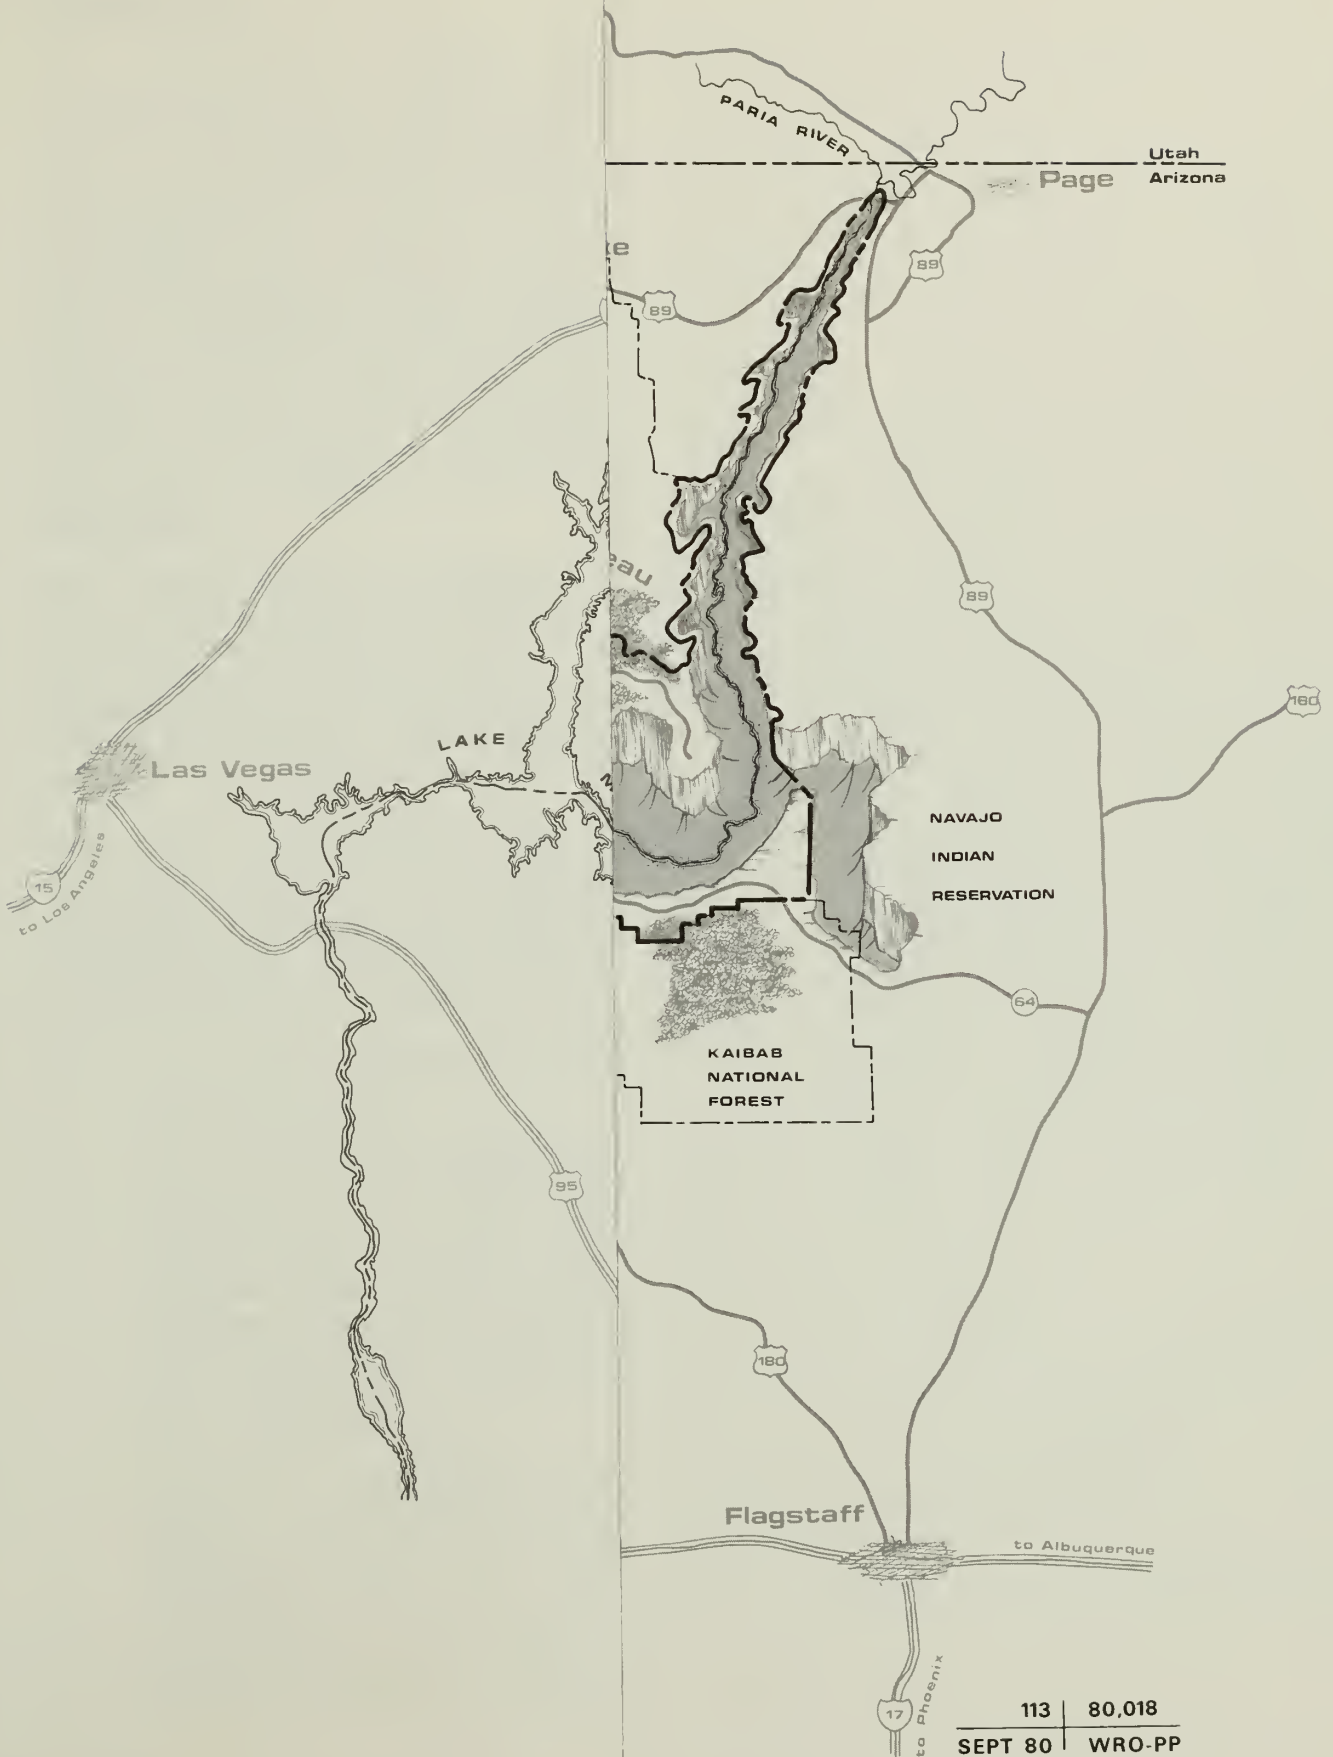 PARIA RIVER
Utah
Arizona
Page
89
89
89
160
LAKE
Las Vegas
15
to Los Angeles
NAVAJO
INDIAN
RESERVATION
64
KAIBAB
NATIONAL
FOREST
95
180
Flagstaff
to Albuquerque
17
to Phoenix
113 80,018
SEPT 80 WRO-PP